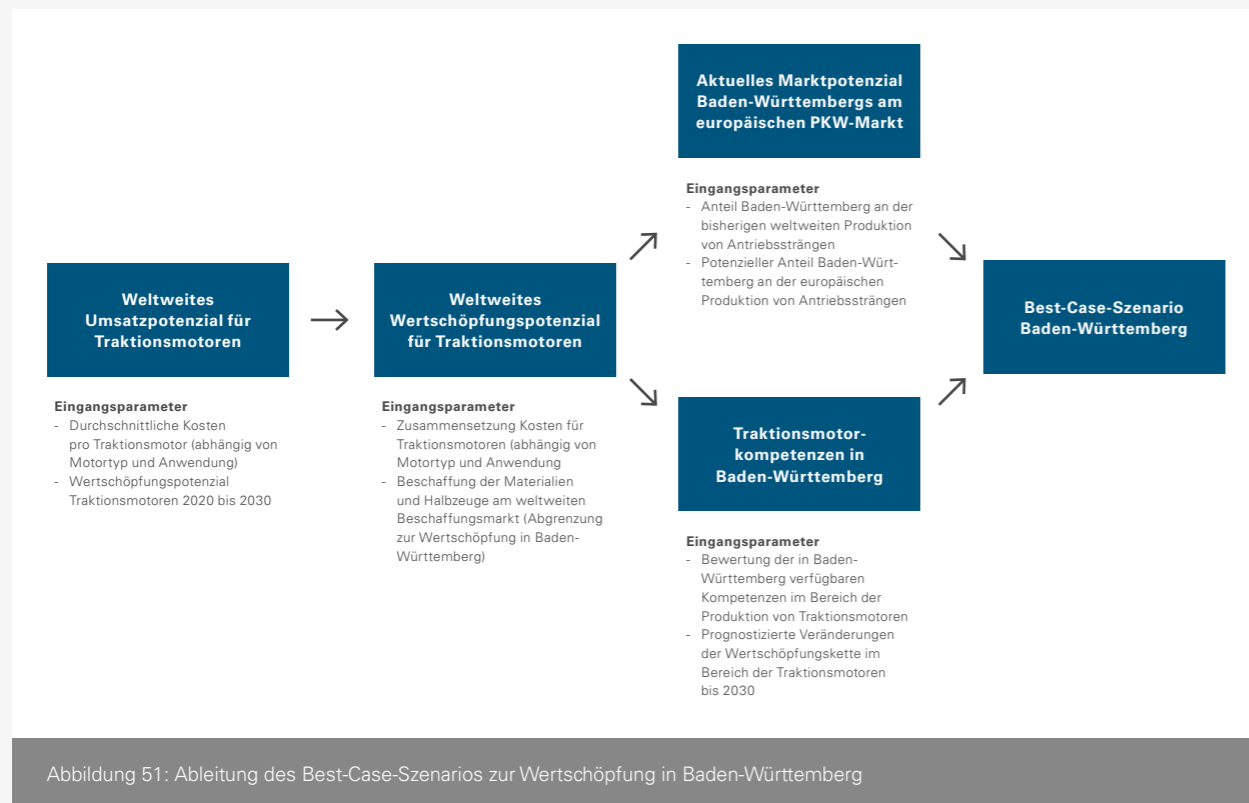 Weltweites
Umsatzpotenzial für
Traktionsmotoren
Eingangsparameter
- Durchschnittliche Kosten
pro Traktionsmotor (abhängig von
Motortyp und Anwendung)
- Wertschöpfungspotenzial
Traktionsmotoren 2020 bis 2030
Weltweites
Wertschöpfungspotenzial
für Traktionsmotoren
Eingangsparameter
- Zusammensetzung Kosten für
Traktionsmotoren (abhängig von
Motortyp und Anwendung
- Beschaffung der Materialien
und Halbzeuge am weltweiten
Beschaffungsmarkt (Abgrenzung
zur Wertschöpfung in Baden-
Württemberg)
Aktuelles Marktpotenzial
Baden-Württembergs am
europäischen PKW-Markt
Eingangsparameter
- Anteil Baden-Württemberg an der
bisherigen weltweiten Produktion
von Antriebssträngen
- Potenzieller Anteil Baden-Würt-
temberg an der europäischen
Produktion von Antriebssträngen
Traktionsmotor-
kompetenzen in
Baden-Württemberg
Eingangsparameter
- Bewertung der in Baden-
Württemberg verfügbaren
Kompetenzen im Bereich der
Produktion von Traktionsmotoren
- Prognostizierte Veränderungen
der Wertschöpfungskette im
Bereich der Traktionsmotoren
bis 2030
Best-Case-Szenario
Baden-Württemberg
Abbildung 51: Ableitung des Best-Case-Szenarios zur Wertschöpfung in Baden-Württemberg